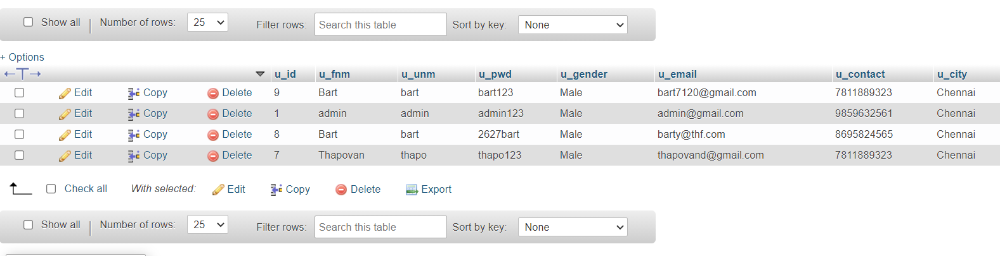 Show all Number of rows: 25 Filter rows: Search this table Sort by key: None
+ Options
←T→ u_id u_fnm u_unm u_pwd u_gender u_email u_contact u_city
Edit Copy Delete 9 Bart bart bart123 Male bart7120@gmail.com 7811889323 Chennai
Edit Copy Delete 1 admin admin admin123 Male admin@gmail.com 9859632561 Chennai
Edit Copy Delete 8 Bart bart 2627bart Male barty@thf.com 8695824565 Chennai
Edit Copy Delete 7 Thapovan thapo thapo123 Male thapovand@gmail.com 7811889323 Chennai
Check all With selected: Edit Copy Delete Export
Show all Number of rows: 25 Filter rows: Search this table Sort by key: None